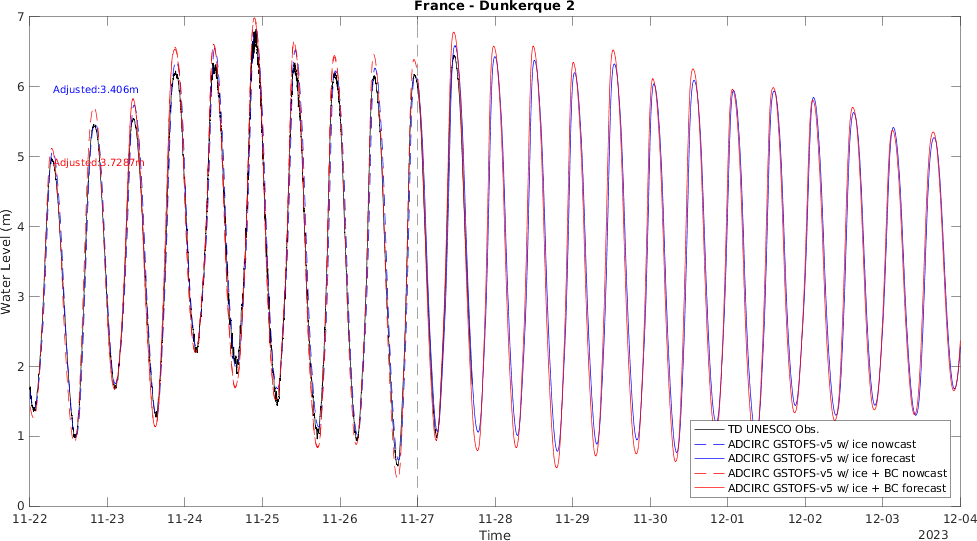 France - Dunkerque 2
7
6
5
4
3
2
1
0
Water Level (m)
Adjusted:3.406m
Adjusted:3.7287m
TD UNESCO Obs.
ADCIRC GSTOFS-v5 w/ ice nowcast
ADCIRC GSTOFS-v5 w/ ice forecast
ADCIRC GSTOFS-v5 w/ ice + BC nowcast
ADCIRC GSTOFS-v5 w/ ice + BC forecast
11-22 11-23 11-24 11-25 11-26 11-27 11-28 11-29 11-30 12-01 12-02 12-03 12-04
Time
2023